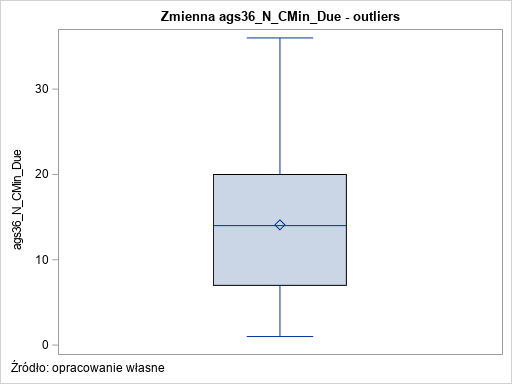 Zmienna ags36_N_CMin_Due - outliers
ags36_N_CMin_Due
30
20
10
0
Źródło: opracowanie własne